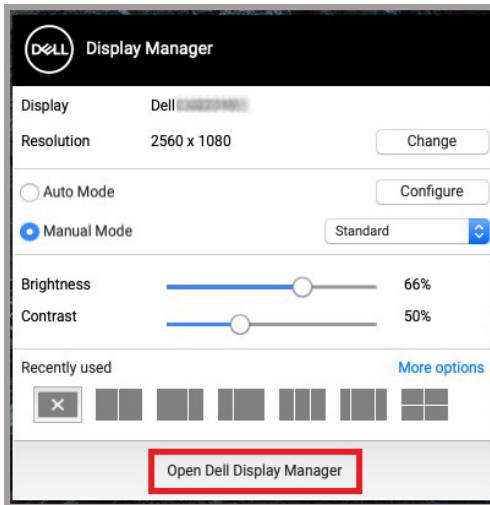 DELL Display Manager
Display Dell
Resolution 2560 x 1080 Change
Auto Mode Configure
Manual Mode Standard
Brightness 66%
Contrast 50%
Recently used More options
Open Dell Display Manager